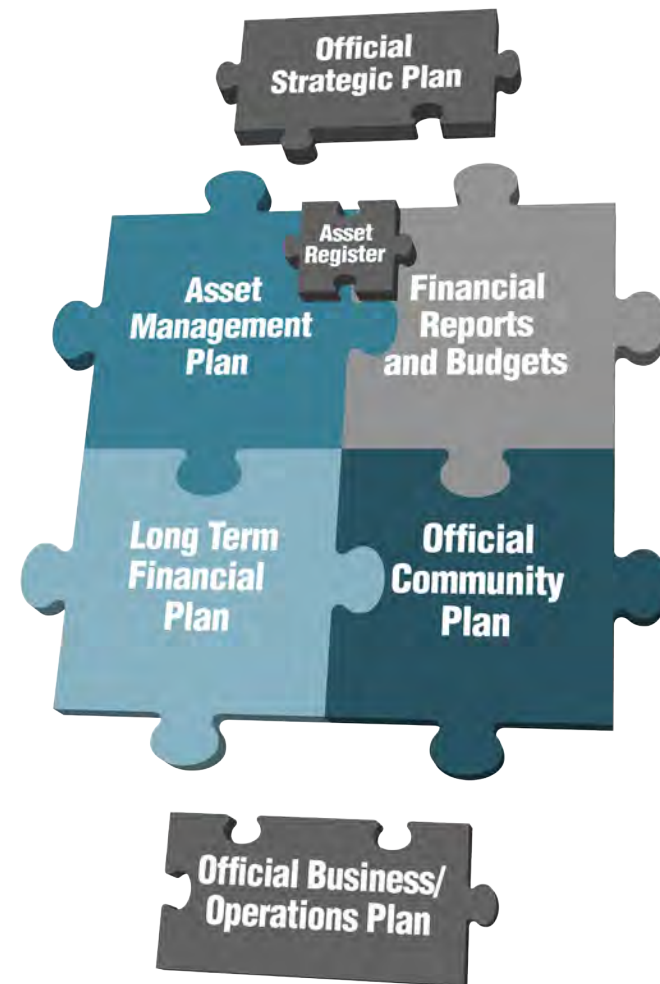 Official
Strategic Plan
Asset
Register
Asset
Management
Plan
Financial
Reports
and Budgets
Long Term
Financial
Plan
Official
Community
Plan
Official Business/
Operations Plan